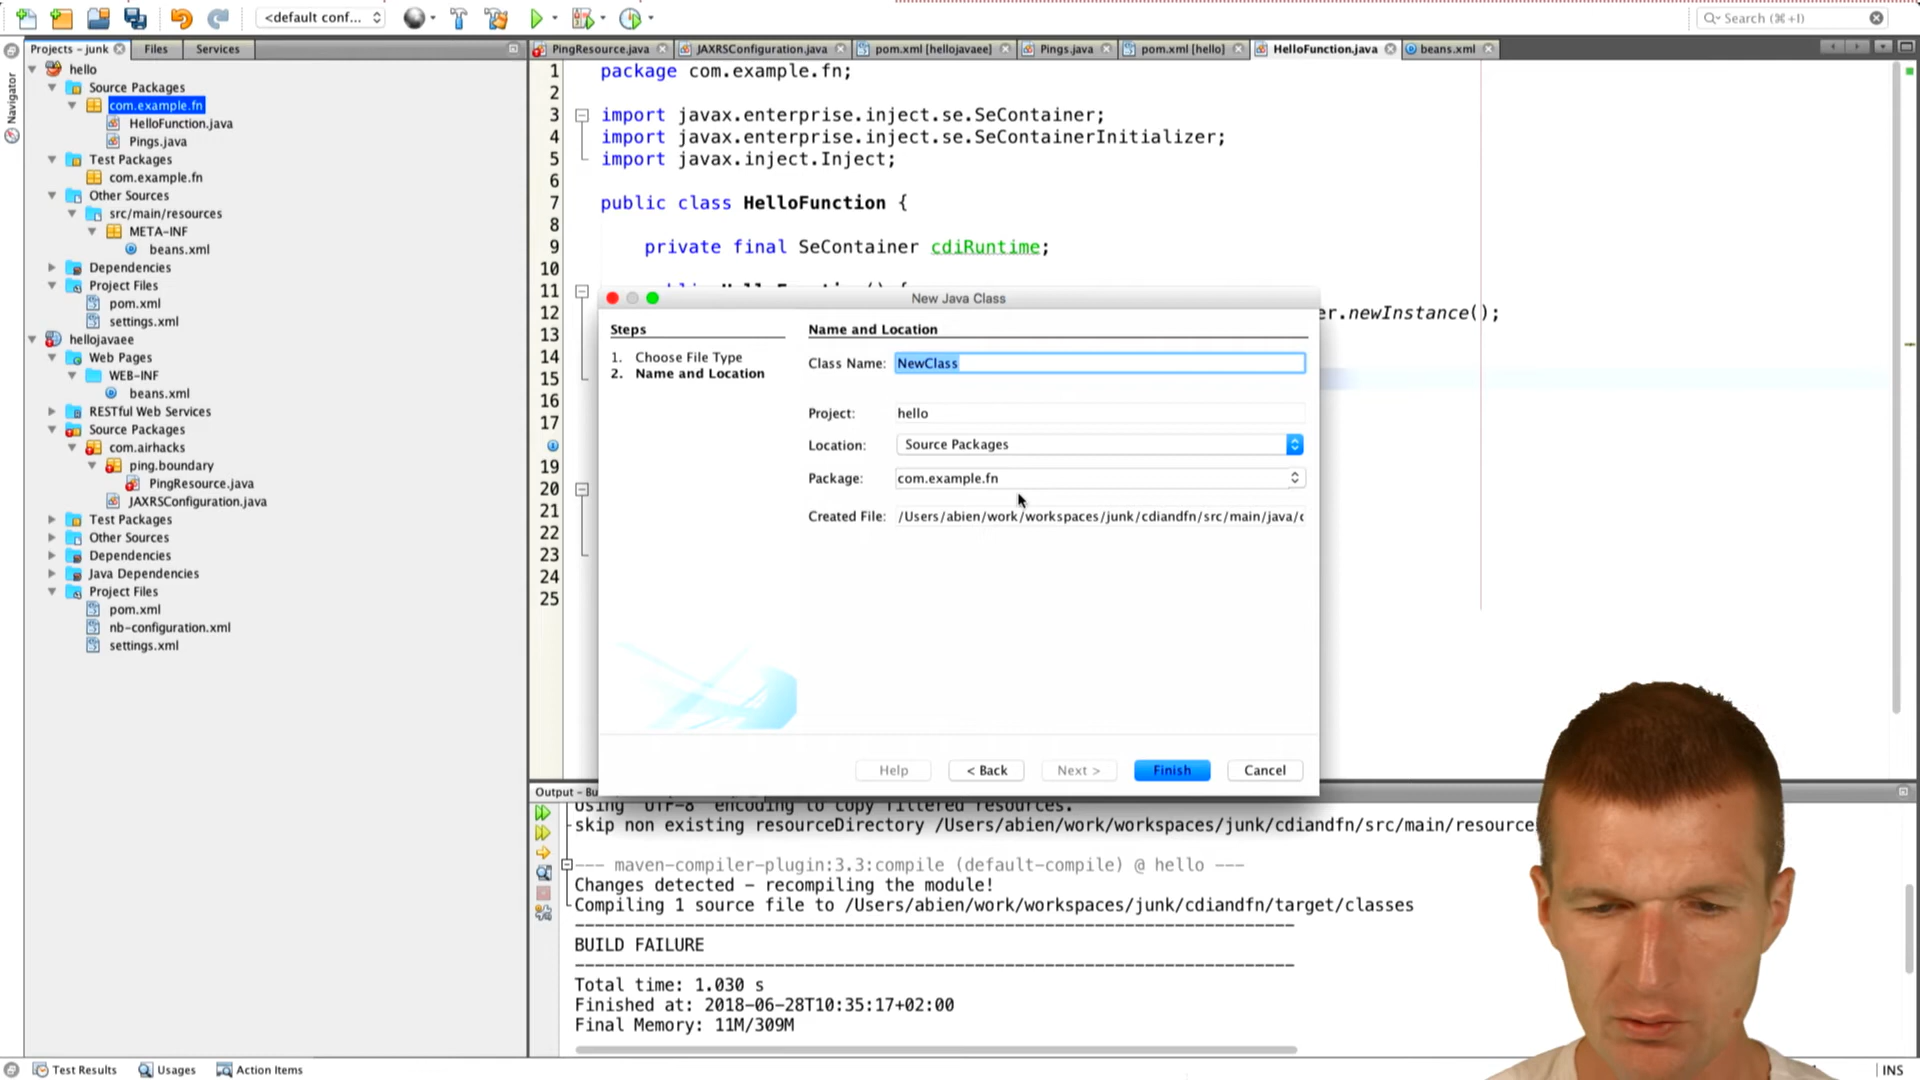 <default conf...
Search (⌘+I)
Projects - junk
Files
Services
PingResource.java
JAXRSConfiguration.java
pom.xml [hellojavaee]
Pings.java
pom.xml [hello]
HelloFunction.java
beans.xml
Navigator
hello
Source Packages
com.example.fn
HelloFunction.java
Pings.java
Test Packages
com.example.fn
Other Sources
src/main/resources
META-INF
beans.xml
Dependencies
Project Files
pom.xml
settings.xml
hellojavaee
Web Pages
WEB-INF
beans.xml
RESTful Web Services
Source Packages
com.airhacks
ping.boundary
PingResource.java
JAXRSConfiguration.java
Test Packages
Other Sources
Dependencies
Java Dependencies
Project Files
pom.xml
nb-configuration.xml
settings.xml
1 package com.example.fn;
2
3 import javax.enterprise.inject.se.SeContainer;
4 import javax.enterprise.inject.se.SeContainerInitializer;
5 import javax.inject.Inject;
6
7 public class HelloFunction {
8
9 private final SeContainer cdiRuntime;
10
11
12 er.newInstance();
13
14
15
16
17
19
20
21
22
23
24
25
New Java Class
Steps
1. Choose File Type
2. Name and Location
Name and Location
Class Name: NewClass
Project: hello
Location: Source Packages
Package: com.example.fn
Created File: /Users/abien/work/workspaces/junk/cdiandfn/src/main/java/c
Help
< Back
Next >
Finish
Cancel
Output - Bu
Using 'UTF-8' encoding to copy filtered resources.
skip non existing resourceDirectory /Users/abien/work/workspaces/junk/cdiandfn/src/main/resource
--- maven-compiler-plugin:3.3:compile (default-compile) @ hello ---
Changes detected - recompiling the module!
Compiling 1 source file to /Users/abien/work/workspaces/junk/cdiandfn/target/classes
BUILD FAILURE
Total time: 1.030 s
Finished at: 2018-06-28T10:35:17+02:00
Final Memory: 11M/309M
Test Results
Usages
Action Items
INS